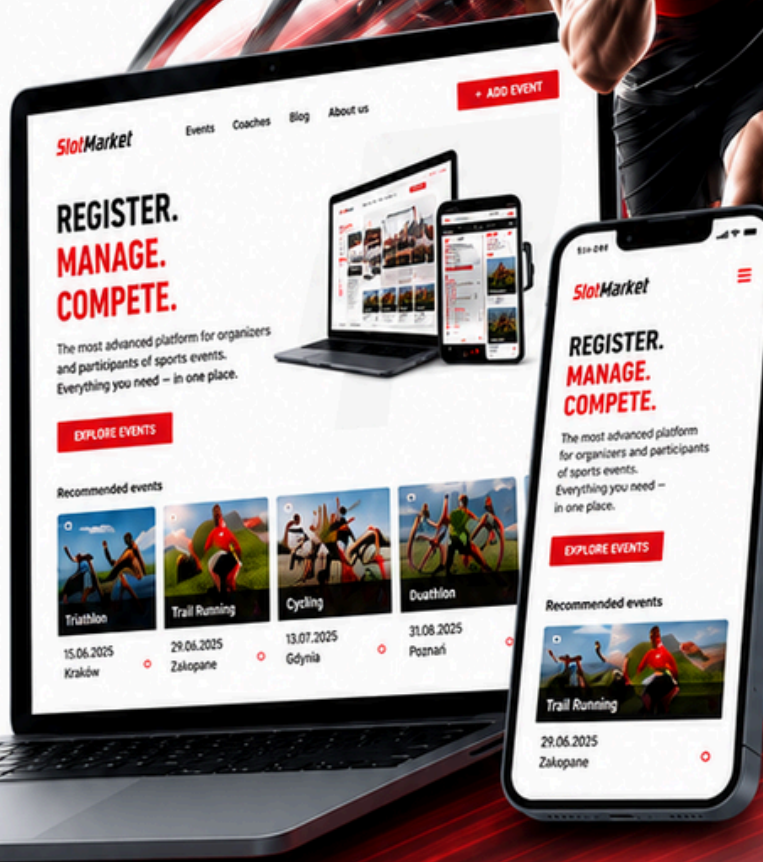 SlotMarket
Events
Coaches
Blog
About us
+ ADD EVENT
REGISTER.
MANAGE.
COMPETE.
The most advanced platform for organizers
and participants of sports events.
Everything you need – in one place.
EXPLORE EVENTS
Recommended events
Triathlon
Trail Running
Cycling
Duathlon
15.06.2025
Kraków
29.06.2025
Zakopane
13.07.2025
Gdynia
31.08.2025
Poznań
SlotMarket
REGISTER.
MANAGE.
COMPETE.
The most advanced platform
for organizers and participants
of sports events.
Everything you need –
in one place.
EXPLORE EVENTS
Recommended events
Trail Running
29.06.2025
Zakopane